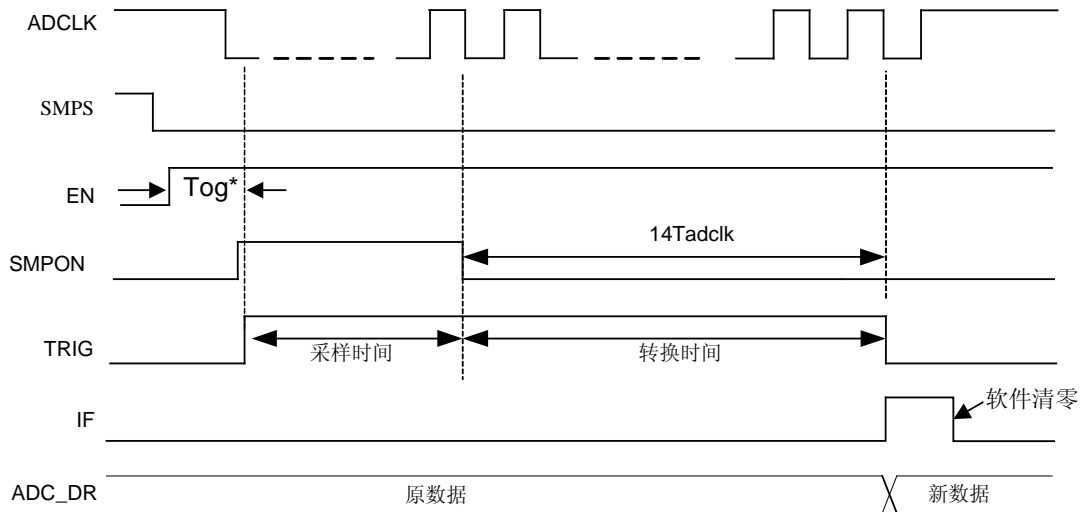 ADCLK
SMPS
EN
Tog*
14Tadclk
SMPON
TRIG
采样时间
转换时间
IF
软件清零
ADC_DR
原数据
新数据